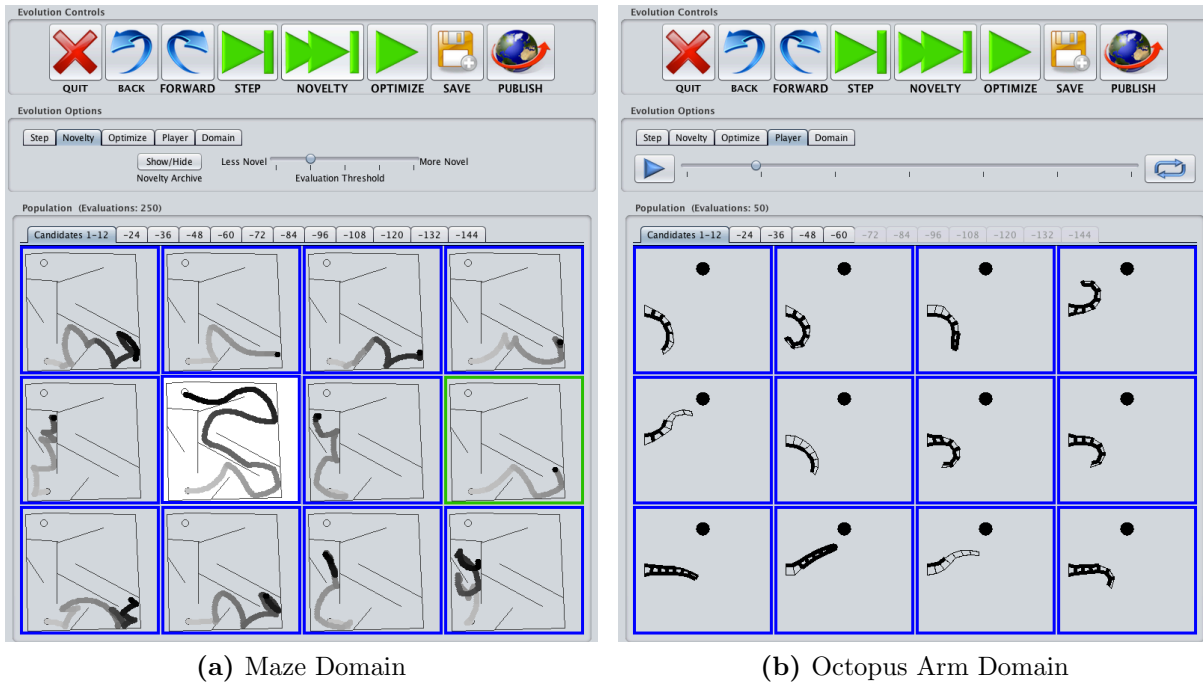 Evolution Controls
QUIT BACK FORWARD STEP NOVELTY OPTIMIZE SAVE PUBLISH
Evolution Options
Step Novelty Optimize Player Domain
Show/Hide Less Novel More Novel
Novelty Archive Evaluation Threshold
Population (Evaluations: 250)
Candidates 1-12 -24 -36 -48 -60 -72 -84 -96 -108 -120 -132 -144
(a) Maze Domain
Evolution Controls
QUIT BACK FORWARD STEP NOVELTY OPTIMIZE SAVE PUBLISH
Evolution Options
Step Novelty Optimize Player Domain
Population (Evaluations: 50)
Candidates 1-12 -24 -36 -48 -60 -72 -84 -96 -108 -120 -132 -144
(b) Octopus Arm Domain